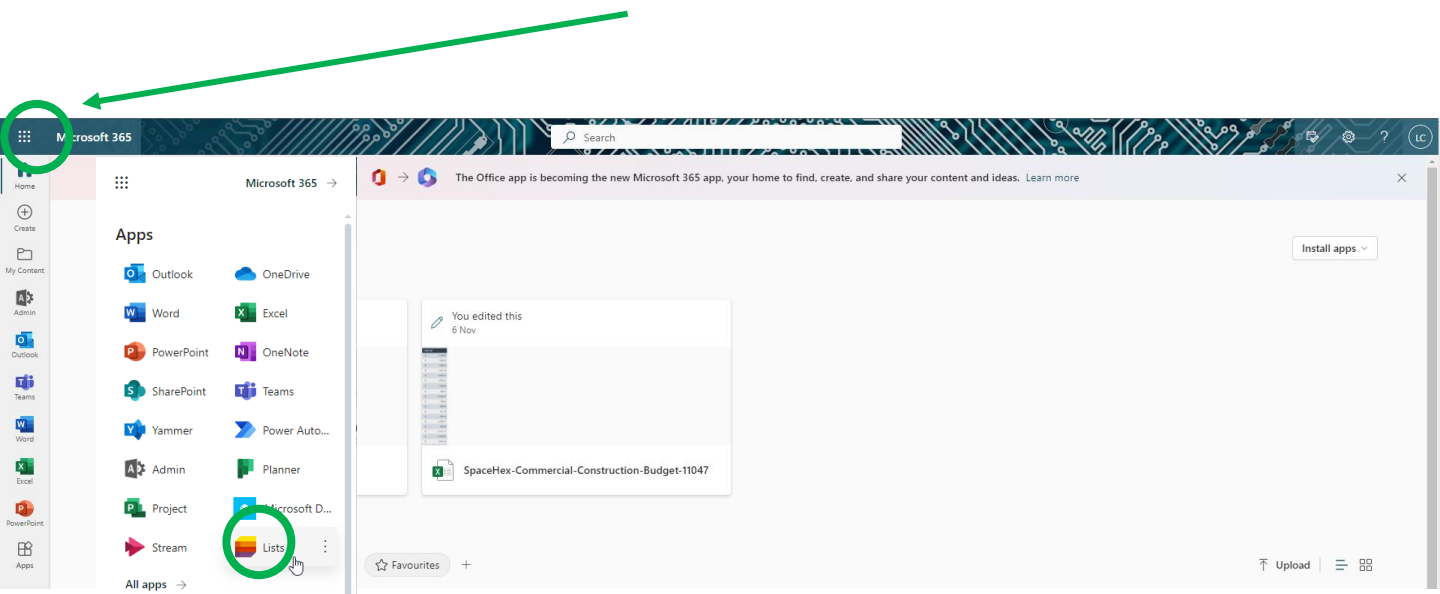 Microsoft 365
Search
?
LC
Home
Create
My Content
Admin
Outlook
Teams
Word
Excel
PowerPoint
Apps
Microsoft 365 →
Apps
Outlook
OneDrive
Word
Excel
PowerPoint
OneNote
SharePoint
Teams
Yammer
Power Auto...
Admin
Planner
Project
Microsoft D...
Stream
Lists
All apps →
The Office app is becoming the new Microsoft 365 app, your home to find, create, and share your content and ideas. Learn more
Install apps
You edited this
6 Nov
SpaceHex-Commercial-Construction-Budget-11047
Favourites +
Upload